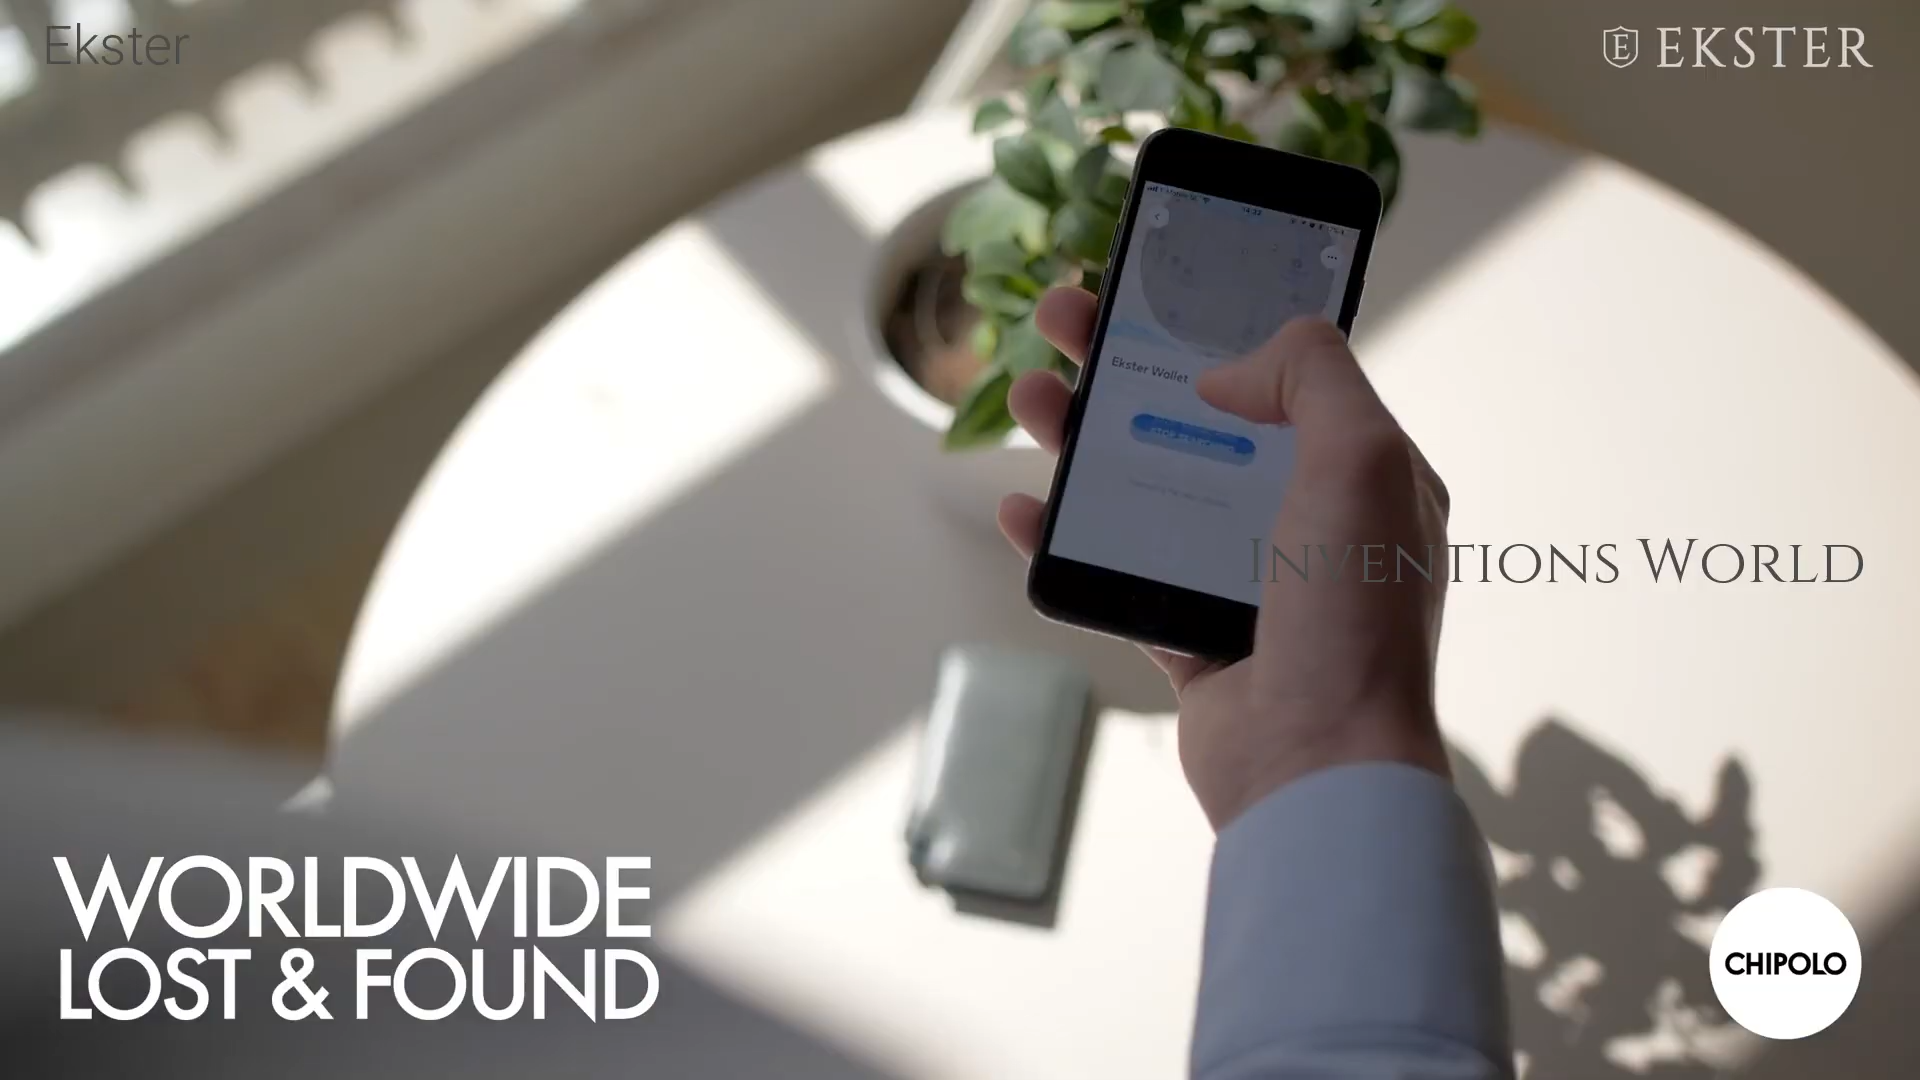 Ekster
E EKSTER
Ekster Wallet
INVENTIONS WORLD
WORLDWIDE
LOST & FOUND
CHIPOLO